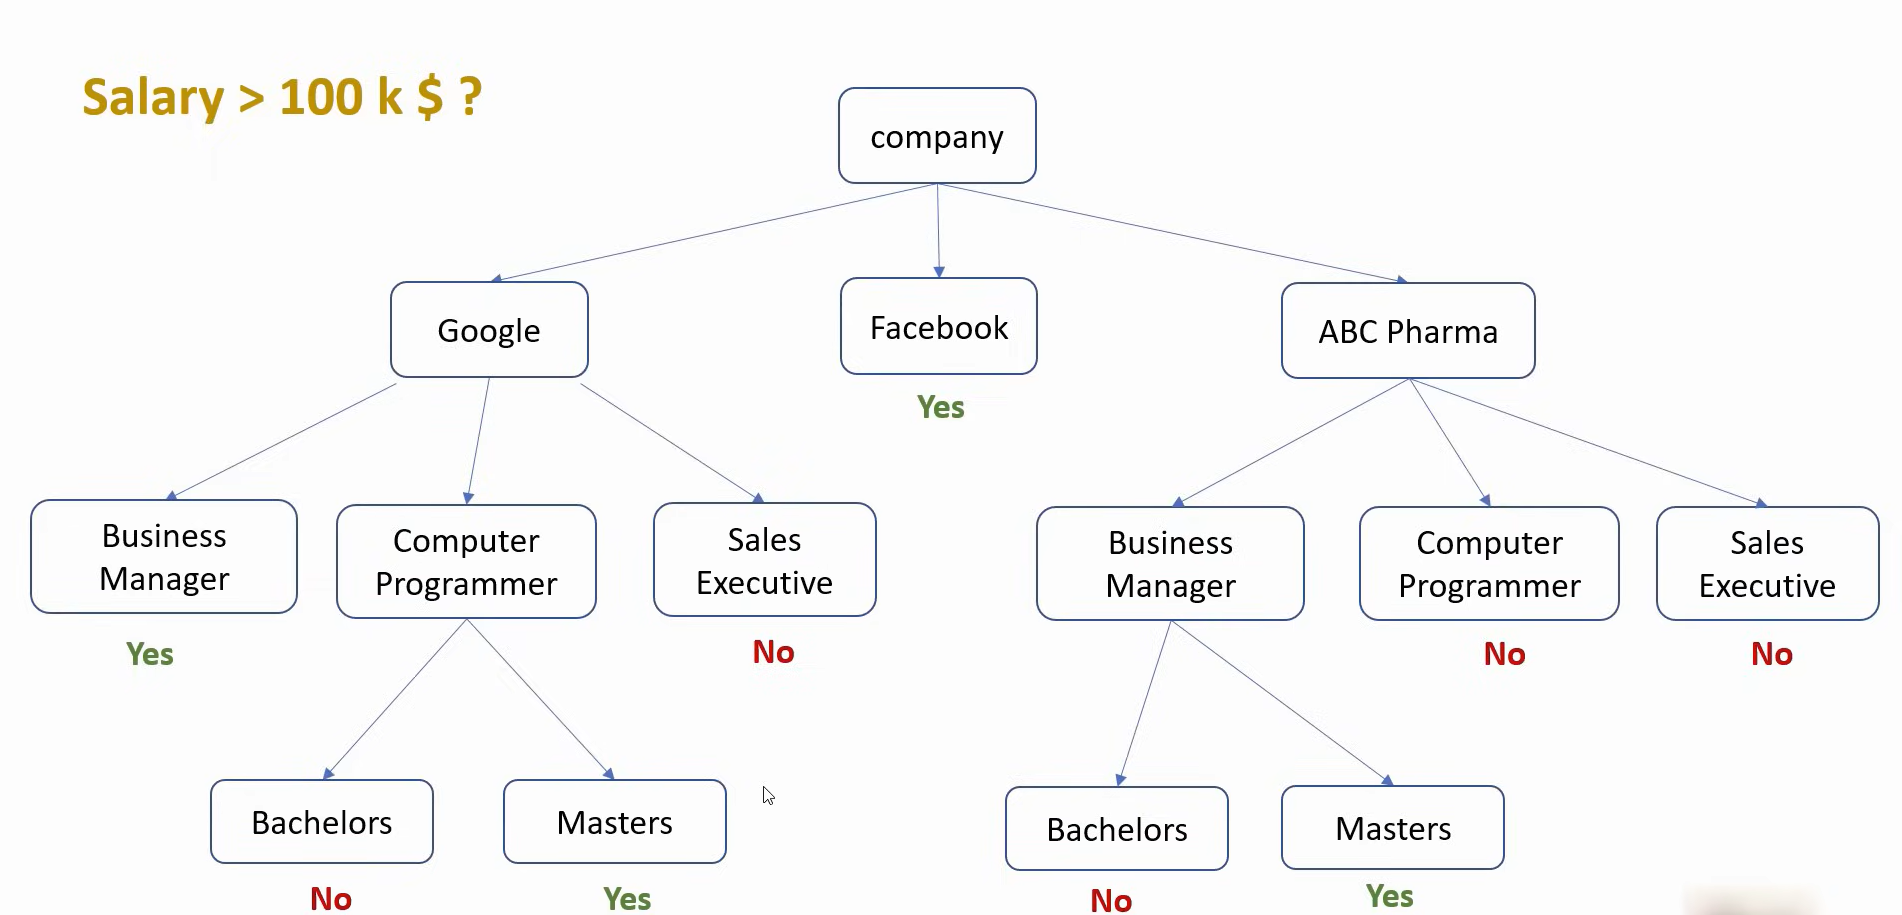 Salary > 100 k $ ?
company
Google
Facebook
ABC Pharma
Yes
Business
Manager
Computer
Programmer
Sales
Executive
Business
Manager
Computer
Programmer
Sales
Executive
Yes
No
No
No
Bachelors
Masters
Bachelors
Masters
No
Yes
No
Yes